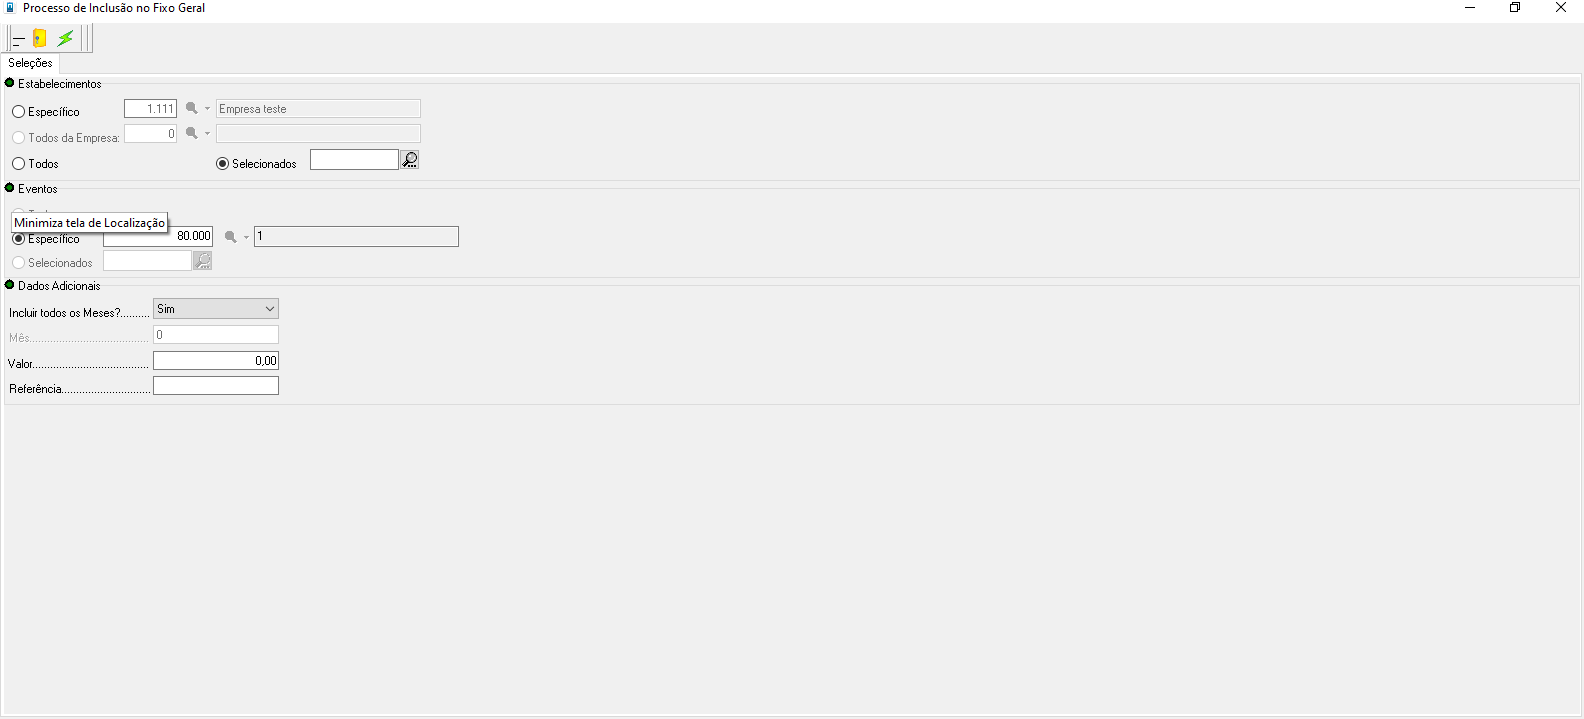 Processo de Inclusão no Fixo Geral
Seleções
Estabelecimentos
Específico 1.111 Empresa teste
Todos da Empresa: 0
Todos Selecionados
Eventos
Minimiza tela de Localização
Específico 80.000 1
Selecionados
Dados Adicionais
Incluir todos os Meses?.......... Sim
Mês........................................ 0
Valor....................................... 0,00
Referência..............................